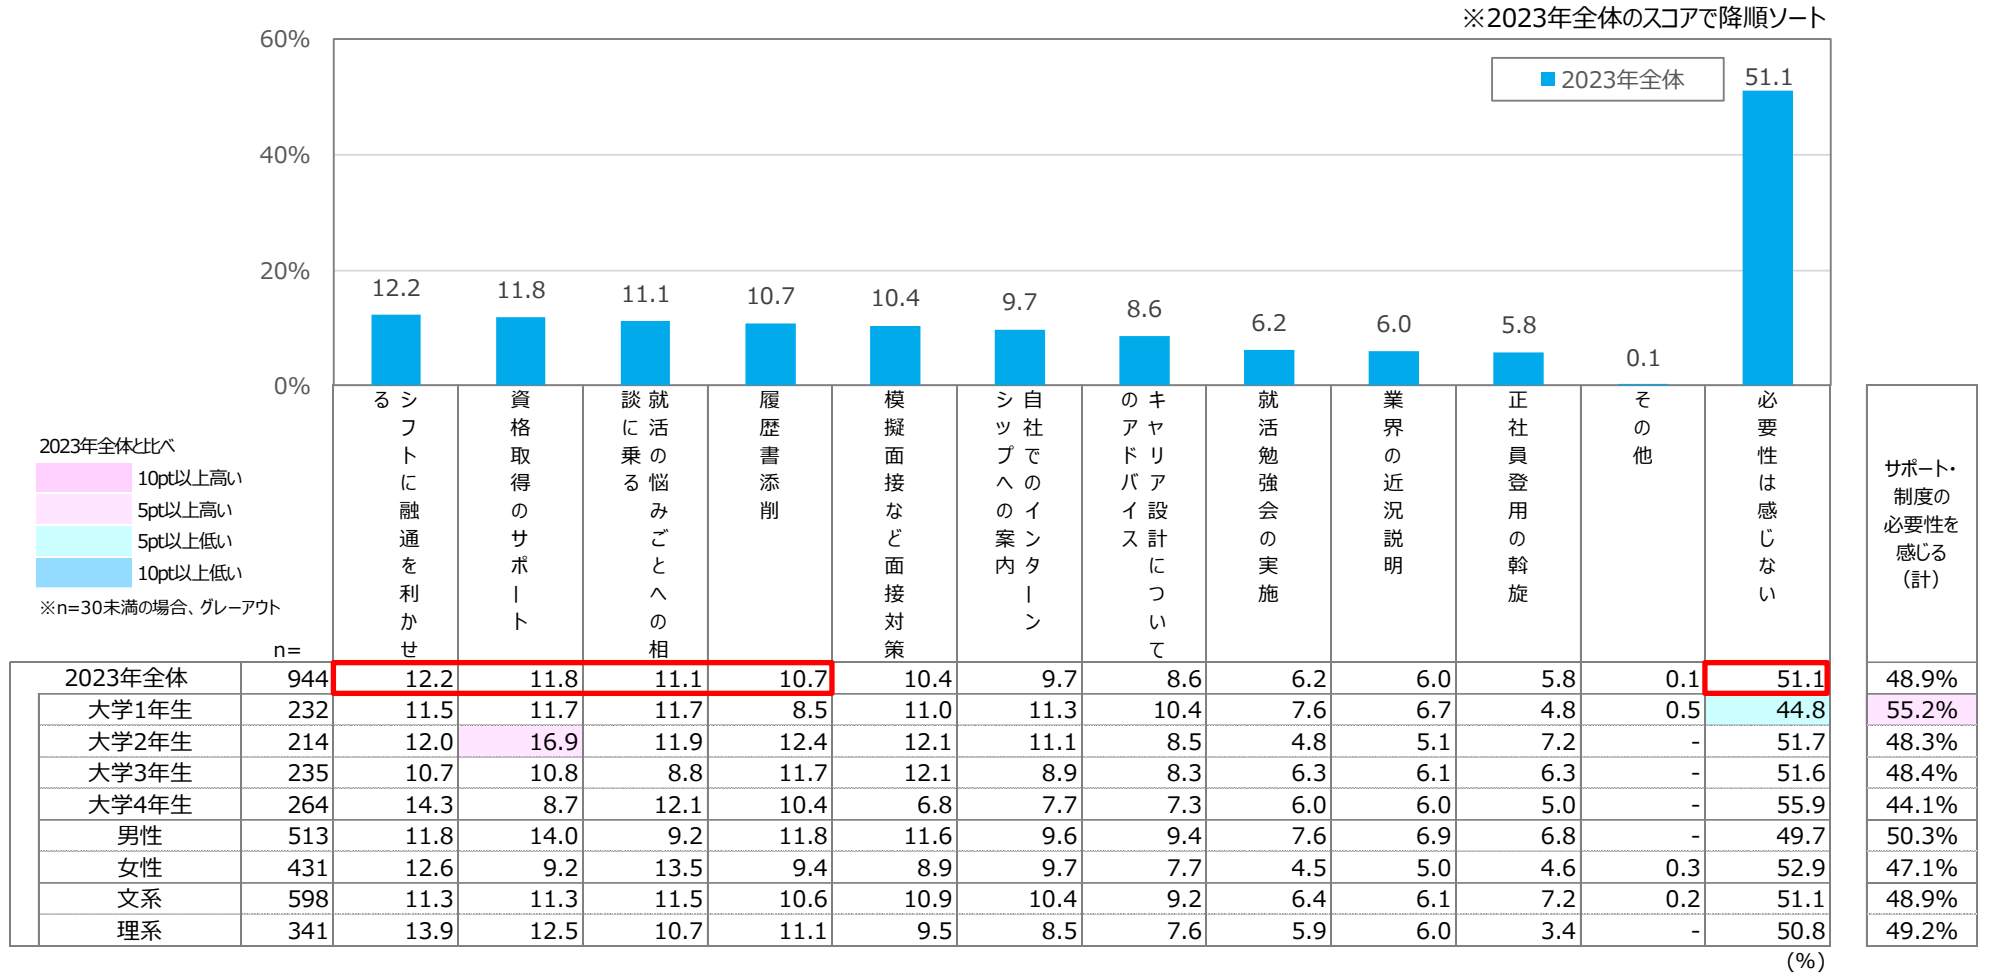 ※2023年全体のスコアで降順ソート
60%
40%
20%
0%
■ 2023年全体
12.2
11.8
11.1
10.7
10.4
9.7
8.6
6.2
6.0
5.8
0.1
51.1
2023年全体と比べ
10pt以上高い
5pt以上高い
5pt以上低い
10pt以上低い
※n=30未満の場合、グレーアウト
n=
シフトに融通を利かせ
る
資格取得のサポート
就活の悩みごとへの相
談に乗る
履歴書添削
模擬面接など面接対策
自社でのインターン
シップへの案内
キャリア設計について
のアドバイス
就活勉強会の実施
業界の近況説明
正社員登用の斡旋
その他
必要性は感じない
サポート・
制度の
必要性を
感じる
（計）
2023年全体 944 12.2 11.8 11.1 10.7 10.4 9.7 8.6 6.2 6.0 5.8 0.1 51.1 48.9%
大学1年生 232 11.5 11.7 11.7 8.5 11.0 11.3 10.4 7.6 6.7 4.8 0.5 44.8 55.2%
大学2年生 214 12.0 16.9 11.9 12.4 12.1 11.1 8.5 4.8 5.1 7.2 - 51.7 48.3%
大学3年生 235 10.7 10.8 8.8 11.7 12.1 8.9 8.3 6.3 6.1 6.3 - 51.6 48.4%
大学4年生 264 14.3 8.7 12.1 10.4 6.8 7.7 7.3 6.0 6.0 5.0 - 55.9 44.1%
男性 513 11.8 14.0 9.2 11.8 11.6 9.6 9.4 7.6 6.9 6.8 - 49.7 50.3%
女性 431 12.6 9.2 13.5 9.4 8.9 9.7 7.7 4.5 5.0 4.6 0.3 52.9 47.1%
文系 598 11.3 11.3 11.5 10.6 10.9 10.4 9.2 6.4 6.1 7.2 0.2 51.1 48.9%
理系 341 13.9 12.5 10.7 11.1 9.5 8.5 7.6 5.9 6.0 3.4 - 50.8 49.2%
(%)